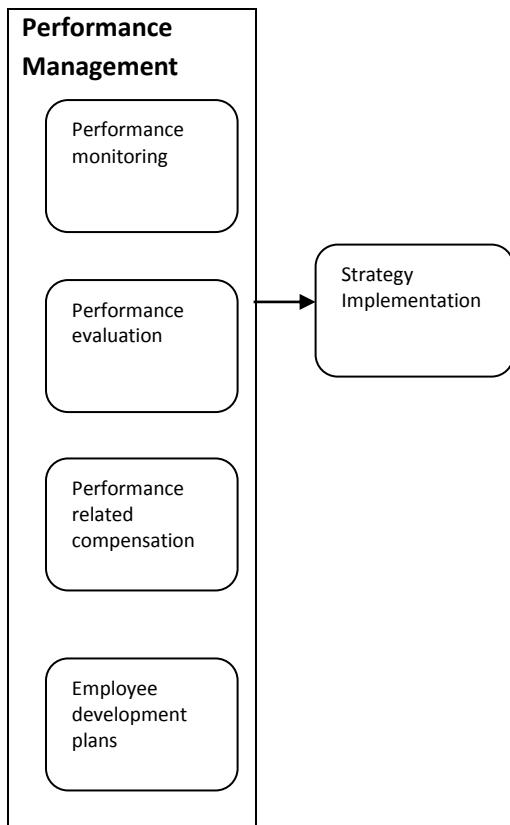 Performance
Management
Performance
monitoring
Performance
evaluation
Strategy
Implementation
Performance
related
compensation
Employee
development
plans